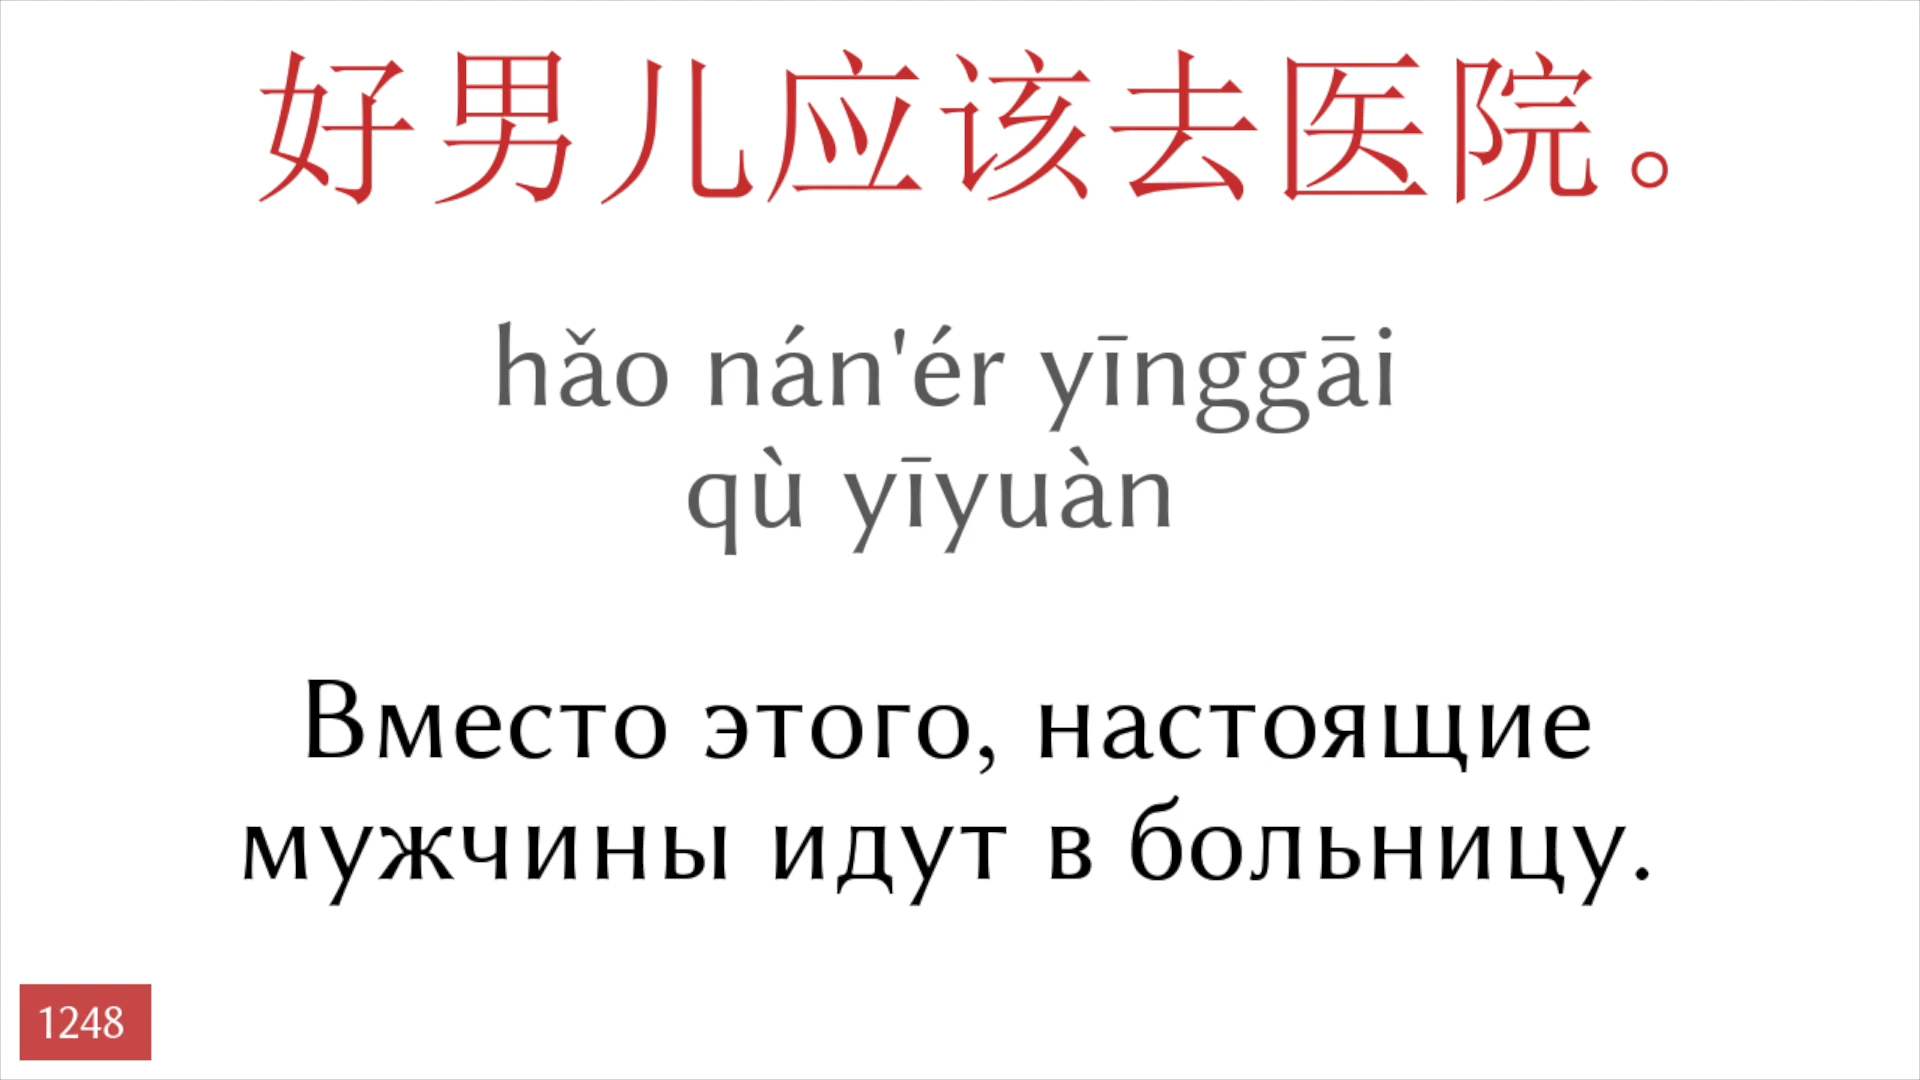 好男儿应该去医院。
hǎo nán'ér yīnggāi
qù yīyuàn
Вместо этого, настоящие
мужчины идут в больницу.
1248